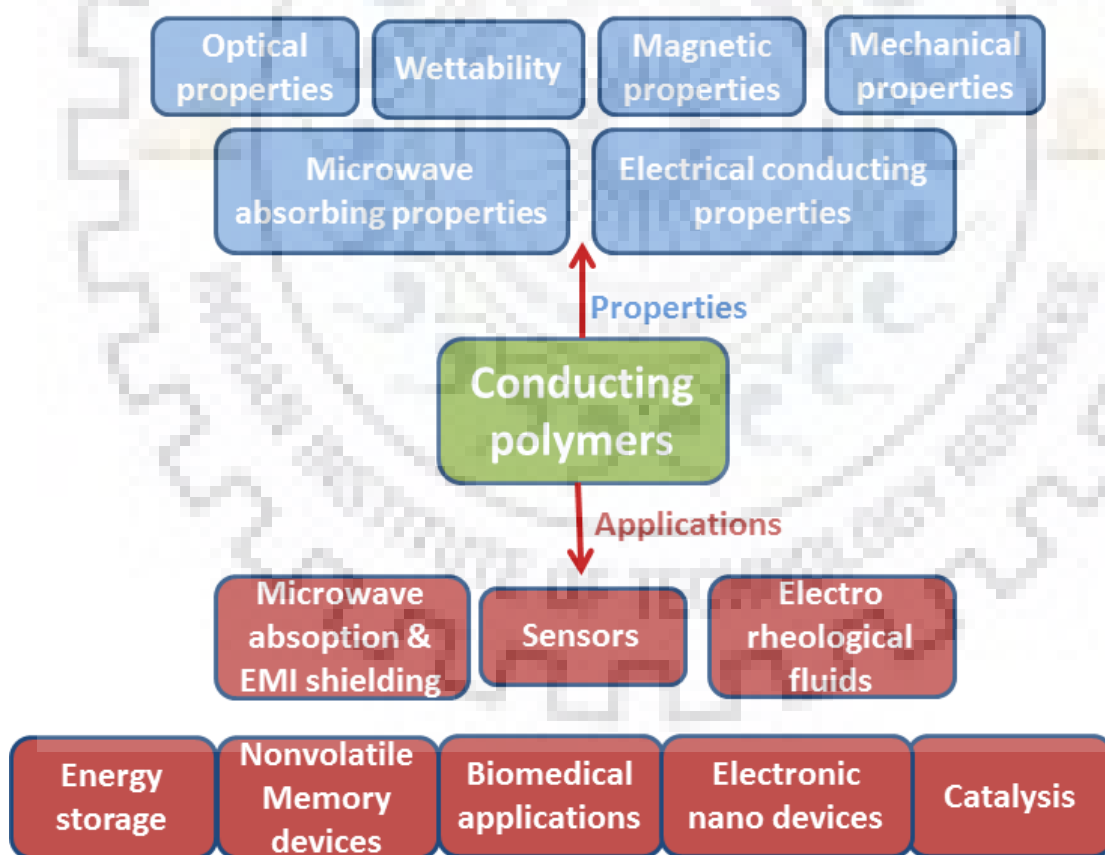 Optical
properties
Wettability
Magnetic
properties
Mechanical
properties
Microwave
absorbing properties
Electrical conducting
properties
Properties
Conducting
polymers
Applications
Microwave
absoption &
EMI shielding
Sensors
Electro
rheological
fluids
Energy
storage
Nonvolatile
Memory
devices
Biomedical
applications
Electronic
nano devices
Catalysis